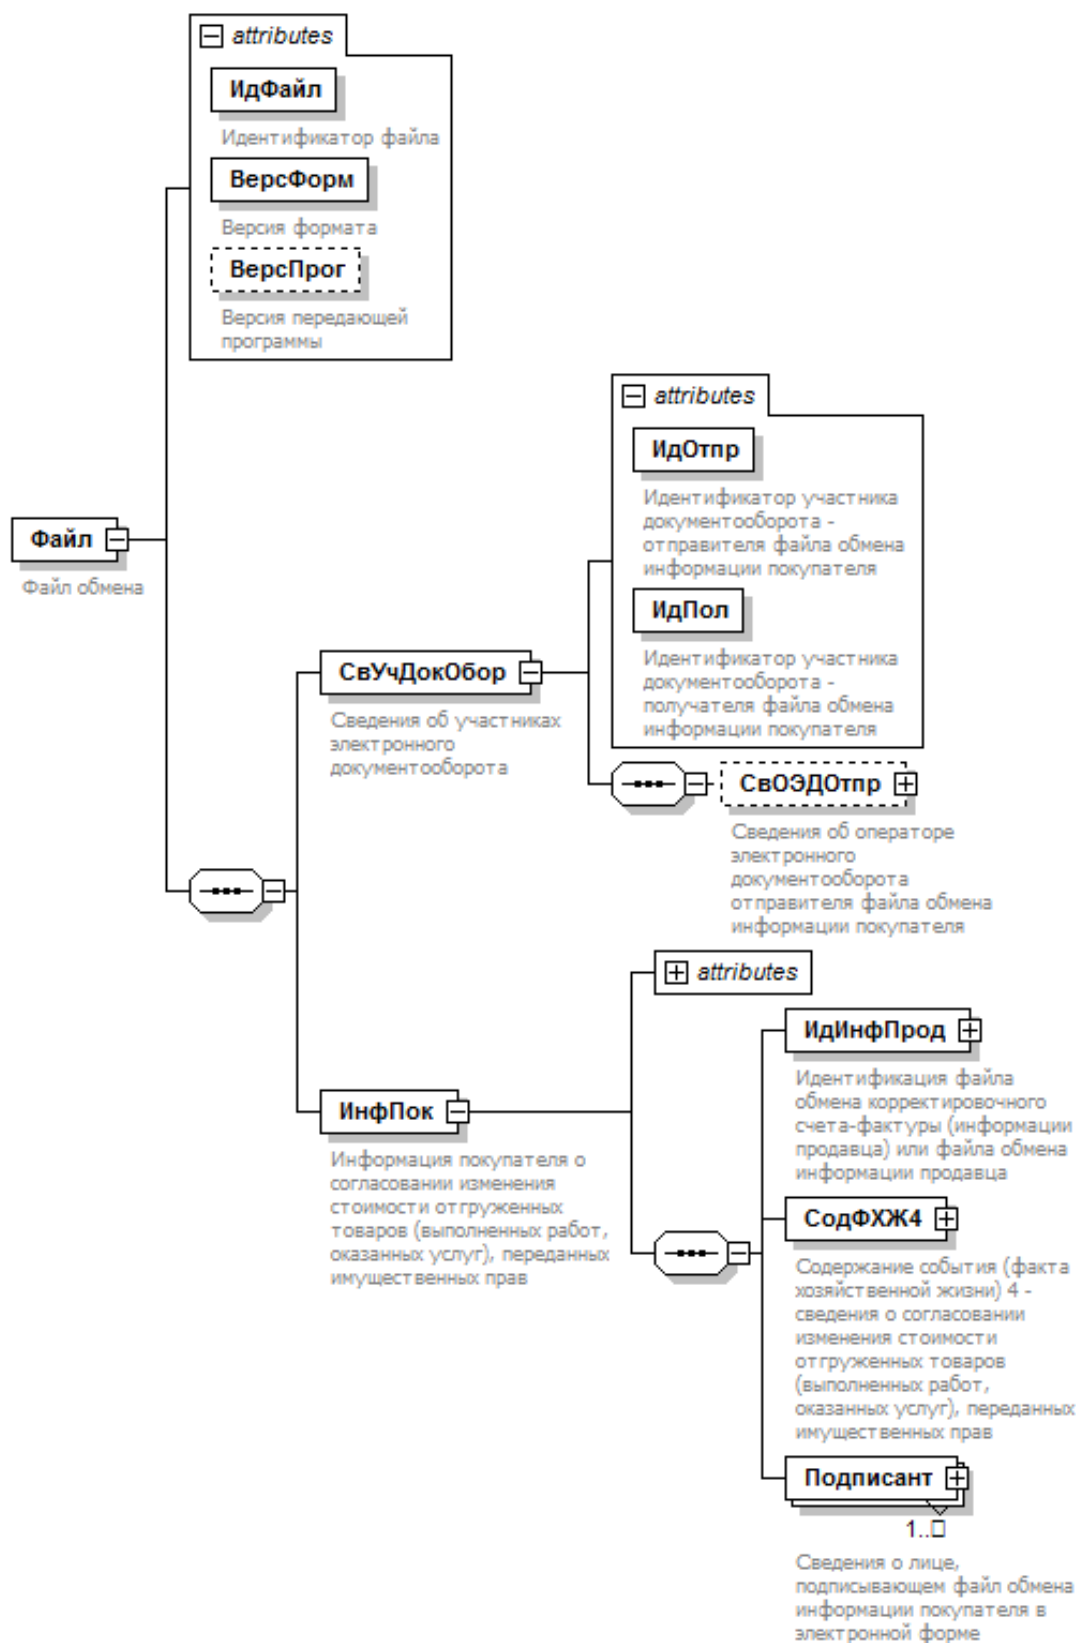 attributes
ИдФайл
Идентификатор файла
ВерсФорм
Версия формата
ВерсПрог
Версия передающей
программы
Файл
Файл обмена
attributes
ИдОтпр
Идентификатор участника
документооборота -
отправителя файла обмена
информации покупателя
ИдПол
Идентификатор участника
документооборота -
получателя файла обмена
информации покупателя
СвУчДокОбор
Сведения об участниках
электронного
документооборота
СвОЭДОтпр
Сведения об операторе
электронного
документооборота
отправителя файла обмена
информации покупателя
attributes
ИнфПок
Информация покупателя о
согласовании изменения
стоимости отгруженных
товаров (выполненных работ,
оказанных услуг), переданных
имущественных прав
ИдИнфПрод
Идентификация файла
обмена корректировочного
счета-фактуры (информации
продавца) или файла обмена
информации продавца
СодФХЖ4
Содержание события (факта
хозяйственной жизни) 4 -
сведения о согласовании
изменения стоимости
отгруженных товаров
(выполненных работ,
оказанных услуг), переданных
имущественных прав
Подписант
1..□
Сведения о лице,
подписывающем файл обмена
информации покупателя в
электронной форме